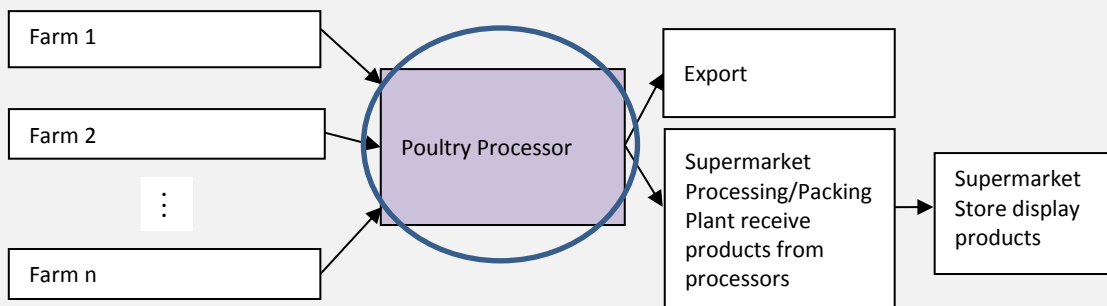 Farm 1
Farm 2
⋮
Farm n
Poultry Processor
Export
Supermarket
Processing/Packing
Plant receive
products from
processors
Supermarket
Store display
products